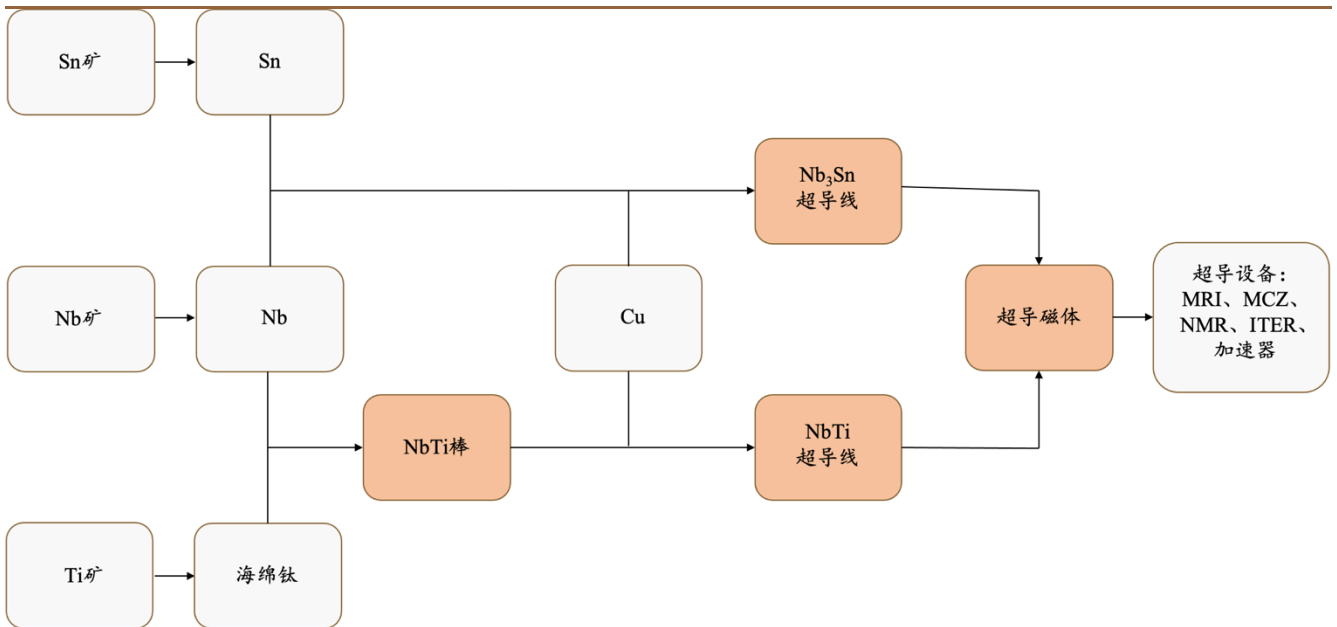 Sn矿
Sn
Nb₃Sn
超导线
Nb矿
Nb
Cu
超导磁体
超导设备：
MRI、MCZ、
NMR、ITER、
加速器
NbTi棒
NbTi
超导线
Ti矿
海绵钛